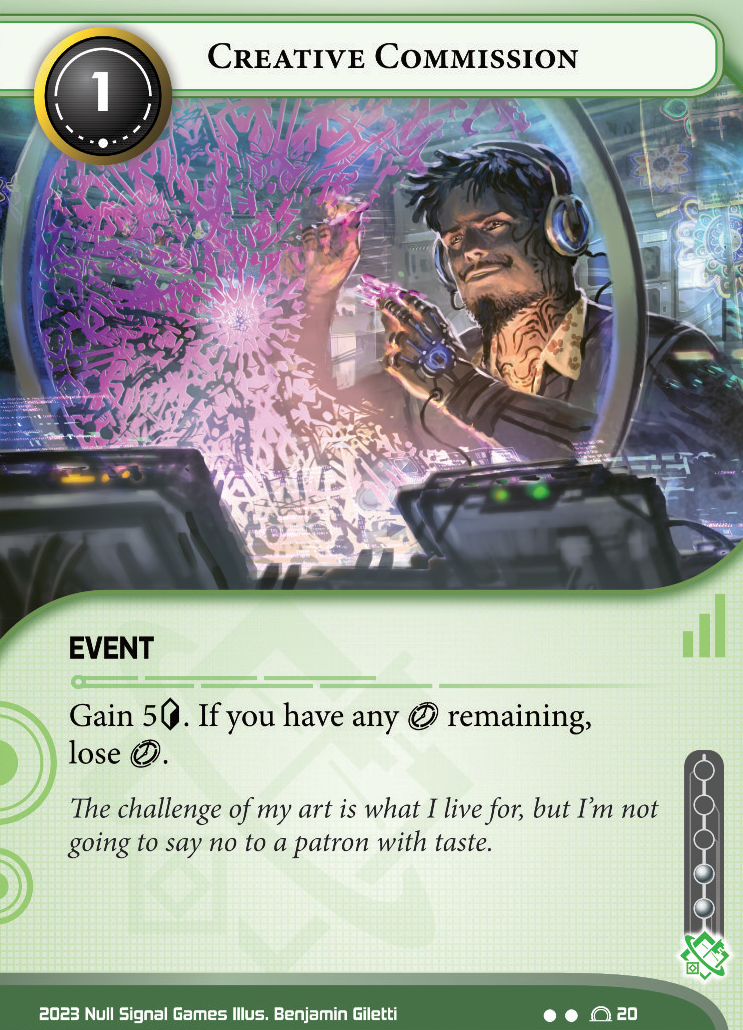 1
Creative Commission
EVENT
Gain 5. If you have any remaining,
lose.
The challenge of my art is what I live for, but I'm not
going to say no to a patron with taste.
2023 Null Signal Games Illus. Benjamin Giletti
20